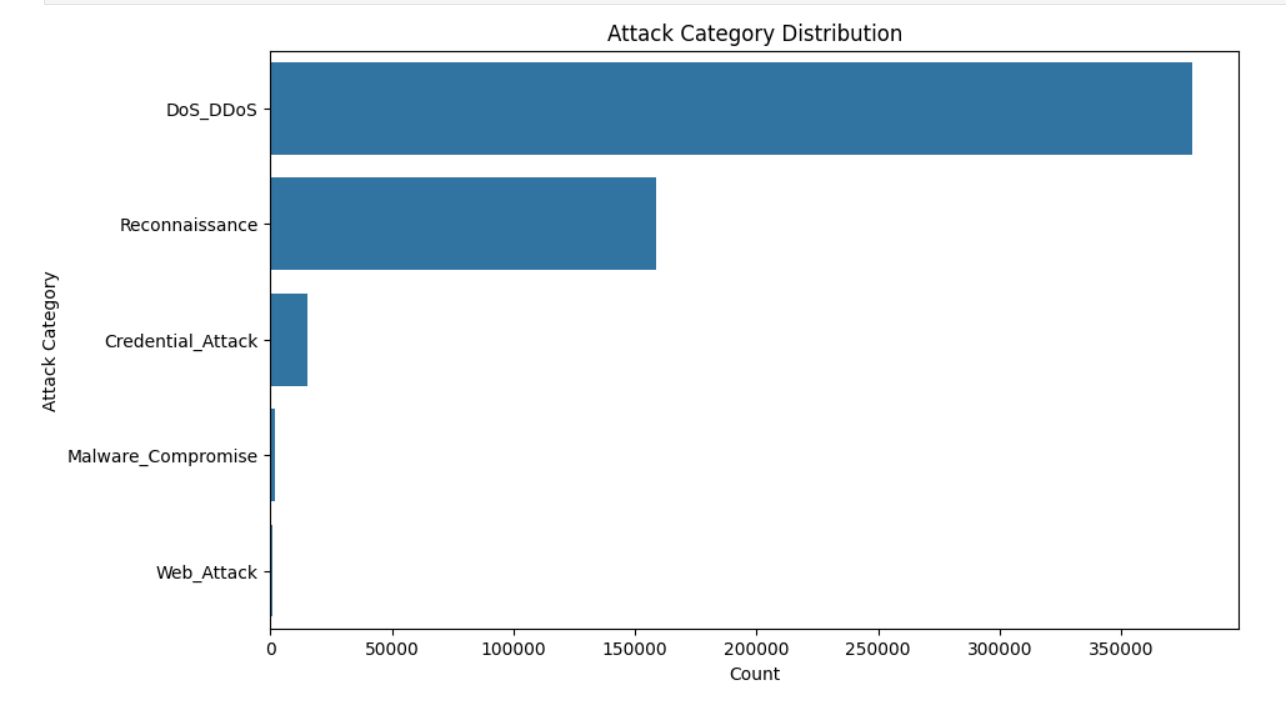 Attack Category Distribution
DoS_DDoS
Reconnaissance
Credential_Attack
Malware_Compromise
Web_Attack
Attack Category
0 50000 100000 150000 200000 250000 300000 350000
Count